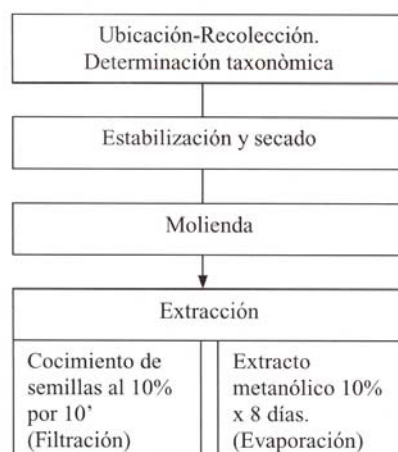 Ubicación-Recolección.
Determinación taxonòmica
Estabilización y secado
Molienda
Extracción
Cocimiento de
semillas al 10%
por 10’
(Filtración)
Extracto
metanólico 10%
x 8 días.
(Evaporación)